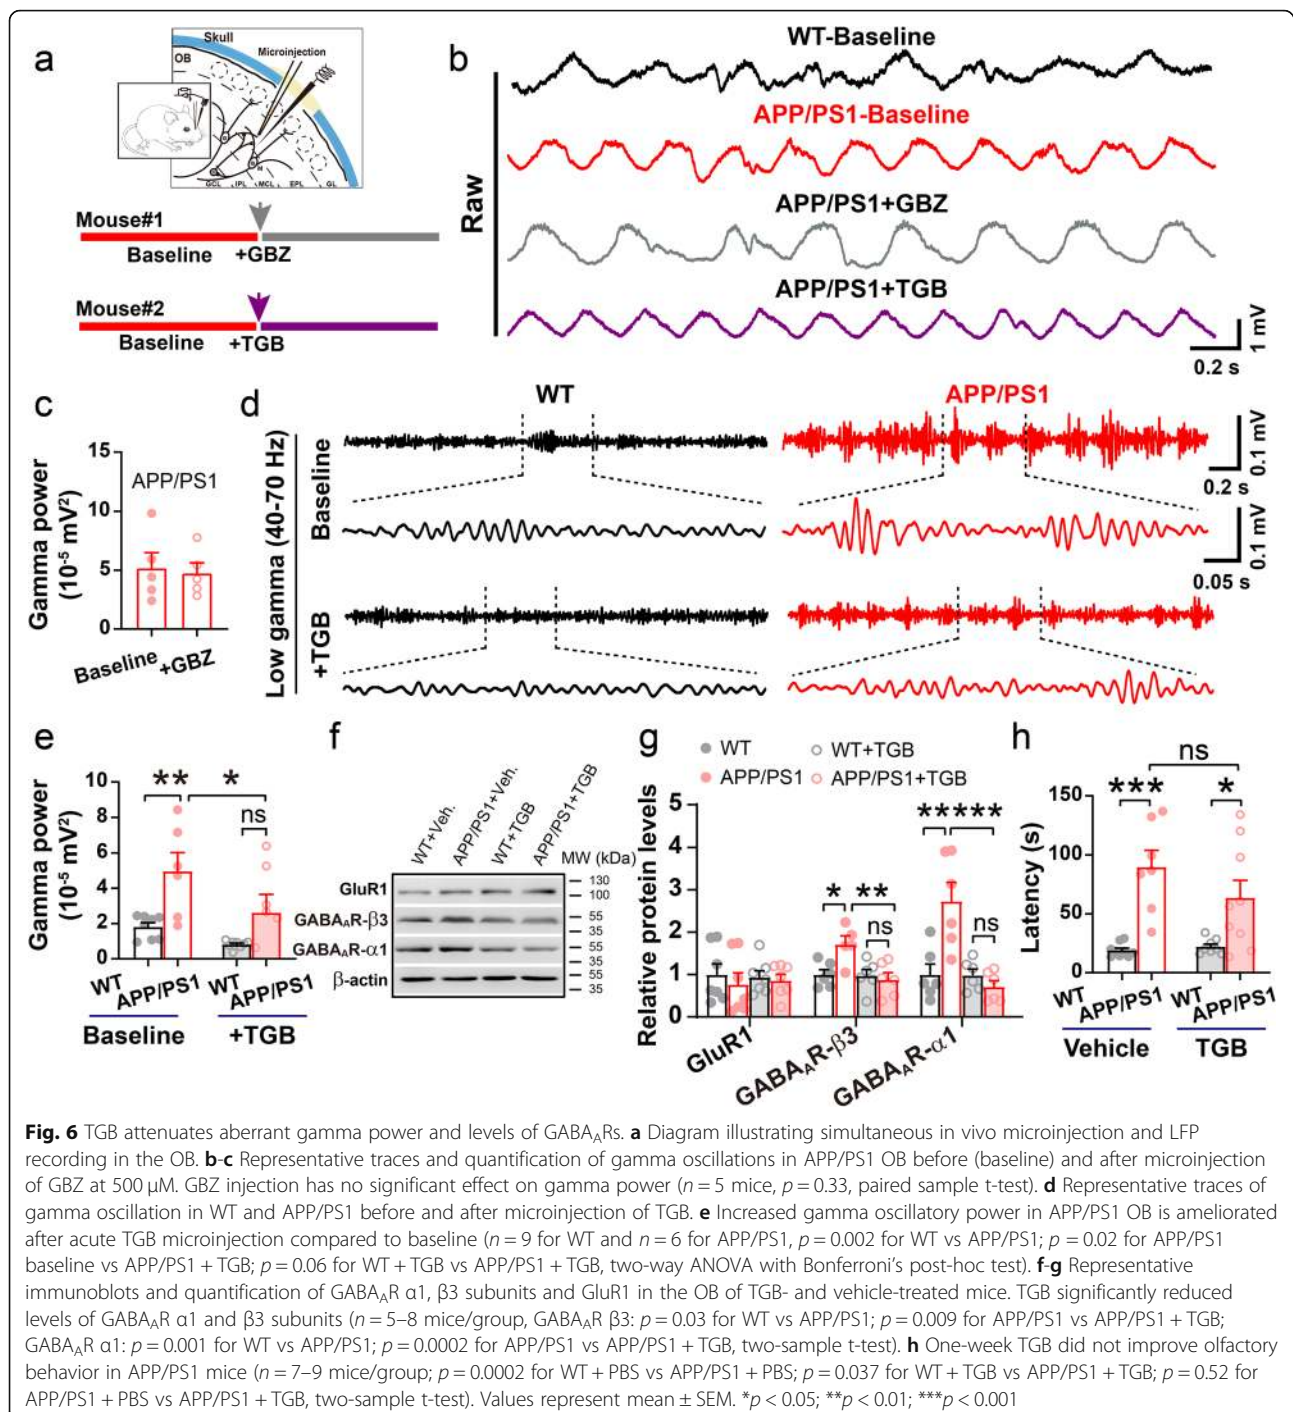 a
Skull
OB
Microinjection
GCL IPL MCL EPL GL
Mouse#1
Baseline +GBZ
Mouse#2
Baseline +TGB
b
Raw
WT-Baseline
APP/PS1-Baseline
APP/PS1+GBZ
APP/PS1+TGB
1 mV
0.2 s
c
Gamma power
(10⁻⁵ mV²)
15
10
5
0
APP/PS1
Baseline
+GBZ
d
Low gamma (40-70 Hz)
Baseline
+TGB
WT
APP/PS1
0.1 mV
0.2 s
0.1 mV
0.05 s
e
Gamma power
(10⁻⁵ mV²)
10
8
6
4
2
0
** *
ns
WT
APP/PS1
WT
APP/PS1
Baseline
+TGB
f
WT+Veh.
APP/PS1+Veh.
WT+TGB
APP/PS1+TGB
MW (kDa)
GluR1
130
100
GABAAR-β3
55
35
GABAAR-α1
55
35
β-actin
55
35
g
WT
WT+TGB
APP/PS1
APP/PS1+TGB
Relative protein levels
5
4
3
2
1
0
* **
ns
*****
ns
GluR1
GABAAR-β3
GABAAR-α1
h
Latency (s)
150
100
50
0
ns
***
*
WT
APP/PS1
WT
APP/PS1
Vehicle
TGB
Fig. 6 TGB attenuates aberrant gamma power and levels of GABAARs. a Diagram illustrating simultaneous in vivo microinjection and LFP
recording in the OB. b-c Representative traces and quantification of gamma oscillations in APP/PS1 OB before (baseline) and after microinjection
of GBZ at 500 μM. GBZ injection has no significant effect on gamma power (n = 5 mice, p = 0.33, paired sample t-test). d Representative traces of
gamma oscillation in WT and APP/PS1 before and after microinjection of TGB. e Increased gamma oscillatory power in APP/PS1 OB is ameliorated
after acute TGB microinjection compared to baseline (n = 9 for WT and n = 6 for APP/PS1, p = 0.002 for WT vs APP/PS1; p = 0.02 for APP/PS1
baseline vs APP/PS1 + TGB; p = 0.06 for WT + TGB vs APP/PS1 + TGB, two-way ANOVA with Bonferroni's post-hoc test). f-g Representative
immunoblots and quantification of GABAAR α1, β3 subunits and GluR1 in the OB of TGB- and vehicle-treated mice. TGB significantly reduced
levels of GABAAR α1 and β3 subunits (n = 5–8 mice/group, GABAAR β3: p = 0.03 for WT vs APP/PS1; p = 0.009 for APP/PS1 vs APP/PS1 + TGB;
GABAAR α1: p = 0.001 for WT vs APP/PS1; p = 0.0002 for APP/PS1 vs APP/PS1 + TGB, two-sample t-test). h One-week TGB did not improve olfactory
behavior in APP/PS1 mice (n = 7–9 mice/group; p = 0.0002 for WT + PBS vs APP/PS1 + PBS; p = 0.037 for WT + TGB vs APP/PS1 + TGB; p = 0.52 for
APP/PS1 + PBS vs APP/PS1 + TGB, two-sample t-test). Values represent mean ± SEM. *p < 0.05; **p < 0.01; ***p < 0.001